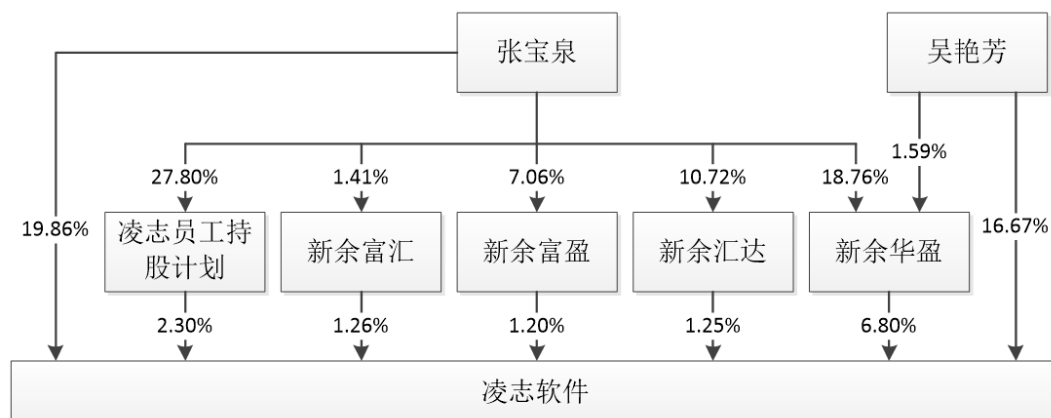 张宝泉
吴艳芳
1.59%
27.80%
1.41%
7.06%
10.72%
18.76%
19.86%
凌志员工持
股计划
新余富汇
新余富盈
新余汇达
新余华盈
16.67%
2.30%
1.26%
1.20%
1.25%
6.80%
凌志软件